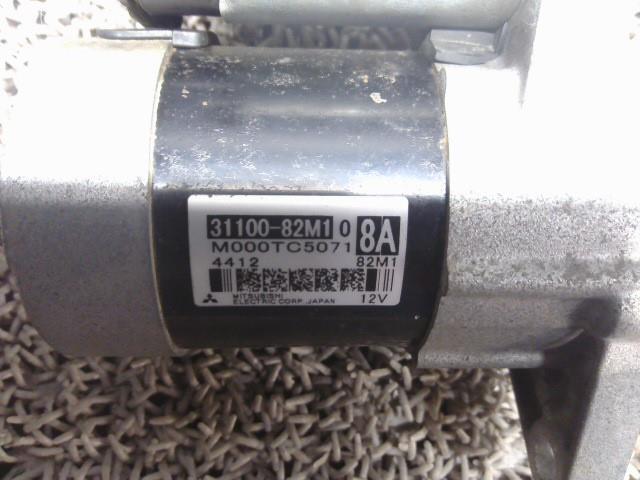 31100-82M1 0 8A
M000TC5071
4412 82M1
MITSUBISHI
ELECTRIC CORP. JAPAN 12V